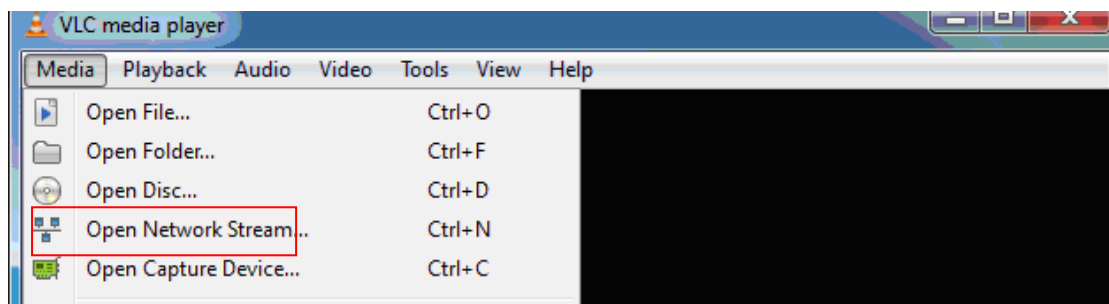 VLC media player
Media Playback Audio Video Tools View Help
Open File... Ctrl+O
Open Folder... Ctrl+F
Open Disc... Ctrl+D
Open Network Stream... Ctrl+N
Open Capture Device... Ctrl+C